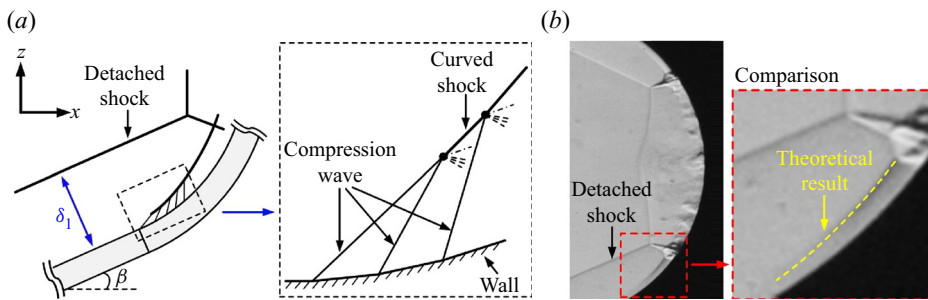 (a)
z
x
Detached
shock
δ1
β
Curved
shock
Compression
wave
Wall
(b)
Detached
shock
Comparison
Theoretical
result